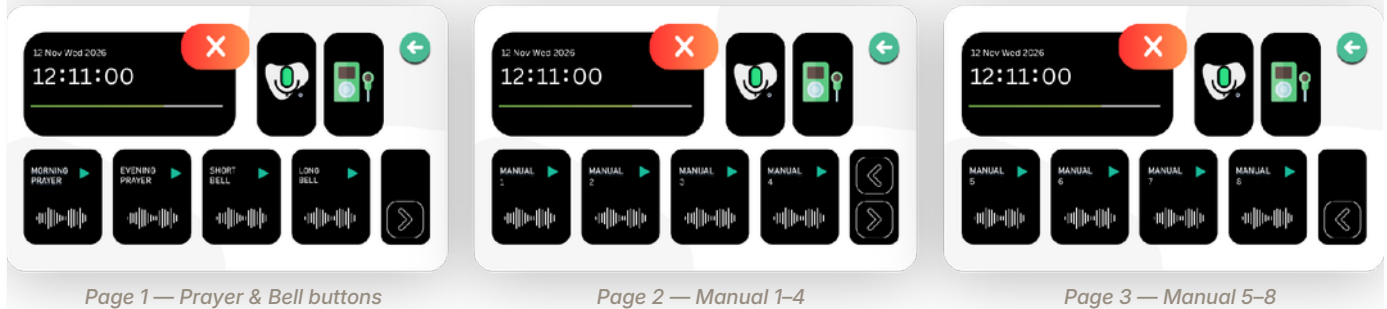 12 Nov Wed 2026
12:11:00
MORNING
PRAYER
EVENING
PRAYER
SHORT
BELL
LONG
BELL
Page 1 — Prayer & Bell buttons
12 Nov Wed 2026
12:11:00
MANUAL
1
MANUAL
2
MANUAL
3
MANUAL
4
Page 2 — Manual 1–4
12 Nov Wed 2026
12:11:00
MANUAL
5
MANUAL
6
MANUAL
7
MANUAL
8
Page 3 — Manual 5–8